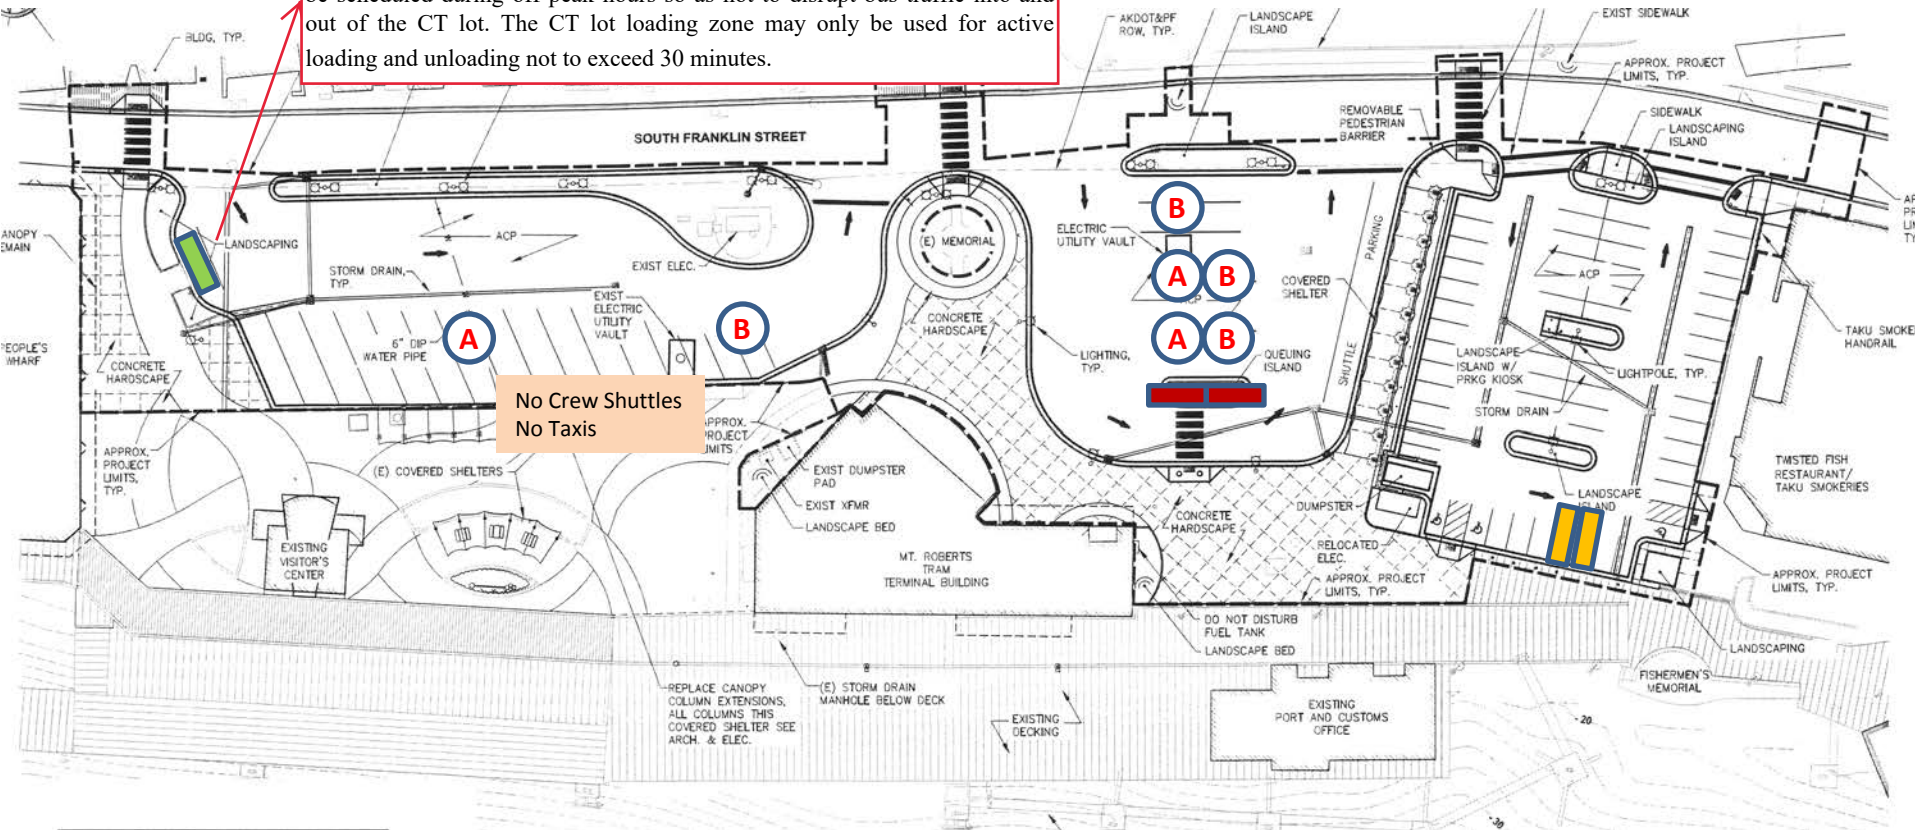 out of the CT lot. The CT lot loading zone may only be used for active
loading and unloading not to exceed 30 minutes.
BLDG, TYP.
AKDOT&PF
ROW, TYP.
LANDSCAPE
ISLAND
EXIST SIDEWALK
APPROX. PROJECT
LIMITS, TYP.
SOUTH FRANKLIN STREET
REMOVABLE
PEDESTRIAN
BARRIER
SIDEWALK
LANDSCAPING
ISLAND
LANDSCAPING
ACP
STORM DRAIN,
TYP.
EXIST ELEC.
EXIST
ELECTRIC
UTILITY
VAULT
6" DIP
WATER PIPE
A
B
(E) MEMORIAL
CONCRETE
HARDSCAPE
ELECTRIC
UTILITY VAULT
B
A
B
A
B
LIGHTING,
TYP.
QUEUING
ISLAND
COVERED
SHELTER
SHUTTLE
PARKING
ACP
LANDSCAPE
ISLAND W/
PRKG KIOSK
LIGHTPOLE, TYP.
STORM DRAIN
TAKU SMOKE
HANDRAIL
PEOPLE'S
WHARF
CONCRETE
HARDSCAPE
No Crew Shuttles
No Taxis
APPROX.
PROJECT
LIMITS,
TYP.
(E) COVERED SHELTERS
EXIST DUMPSTER
PAD
EXIST XFMR
LANDSCAPE BED
EXISTING
VISITOR'S
CENTER
MT. ROBERTS
TRAM
TERMINAL BUILDING
CONCRETE
HARDSCAPE
DUMPSTER
RELOCATED
ELEC.
APPROX. PROJECT
LIMITS, TYP.
LANDSCAPE
ISLAND
TWISTED FISH
RESTAURANT/
TAKU SMOKERIES
APPROX. PROJECT
LIMITS, TYP.
DO NOT DISTURB
FUEL TANK
LANDSCAPE BED
LANDSCAPING
FISHERMEN'S
MEMORIAL
REPLACE CANOPY
COLUMN EXTENSIONS,
ALL COLUMNS THIS
COVERED SHELTER SEE
ARCH. & ELEC.
(E) STORM DRAIN
MANHOLE BELOW DECK
EXISTING
DECKING
EXISTING
PORT AND CUSTOMS
OFFICE
-20
-30